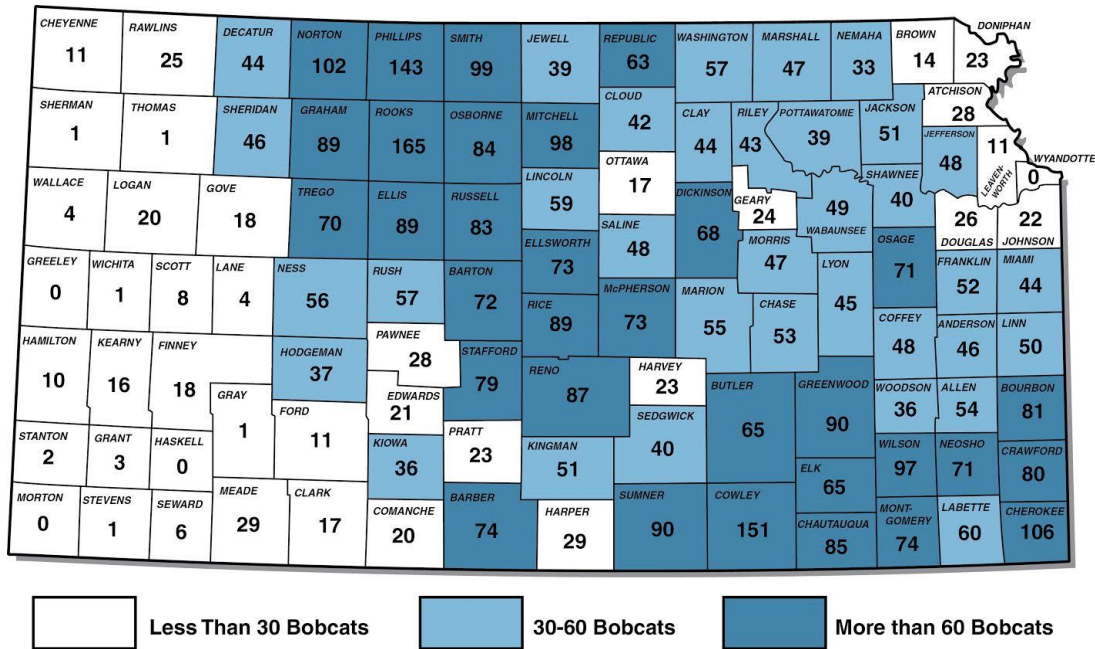 CHEYENNE
11
RAWLINS
25
DECATUR
44
NORTON
102
PHILLIPS
143
SMITH
99
JEWELL
39
REPUBLIC
63
WASHINGTON
57
MARSHALL
47
NEMAHA
33
BROWN
14
DONIPHAN
23
SHERMAN
1
THOMAS
1
SHERIDAN
46
GRAHAM
89
ROOKS
165
OSBORNE
84
MITCHELL
98
CLOUD
42
CLAY
44
RILEY
43
POTTAWATOMIE
39
JACKSON
51
ATCHISON
28
JEFFERSON
48
LEAVEN-
WORTH
11
WYANDOTTE
0
WALLACE
4
LOGAN
20
GOVE
18
TREGO
70
ELLIS
89
RUSSELL
83
LINCOLN
59
OTTAWA
17
SALINE
48
DICKINSON
68
GEARY
24
WABAUNSEE
49
SHAWNEE
40
DOUGLAS
26
JOHNSON
22
GREELEY
0
WICHITA
1
SCOTT
8
LANE
4
NESS
56
RUSH
57
BARTON
72
ELLSWORTH
73
RICE
89
McPHERSON
73
MARION
55
MORRIS
47
CHASE
53
LYON
45
OSAGE
71
FRANKLIN
52
MIAMI
44
HAMILTON
10
KEARNY
16
FINNEY
18
HODGEMAN
37
PAWNEE
28
STAFFORD
79
RENO
87
HARVEY
23
BUTLER
65
GREENWOOD
90
COFFEY
48
ANDERSON
46
LINN
50
GRAY
1
FORD
11
EDWARDS
21
SEDGWICK
40
WOODSON
36
ALLEN
54
BOURBON
81
STANTON
2
GRANT
3
HASKELL
0
KIOWA
36
PRATT
23
KINGMAN
51
ELK
65
WILSON
97
NEOSHO
71
CRAWFORD
80
MORTON
0
STEVENS
1
SEWARD
6
MEADE
29
CLARK
17
COMANCHE
20
BARBER
74
HARPER
29
SUMNER
90
COWLEY
151
CHAUTAUQUA
85
MONT-
GOMERY
74
LABETTE
60
CHEROKEE
106
Less Than 30 Bobcats
30-60 Bobcats
More than 60 Bobcats